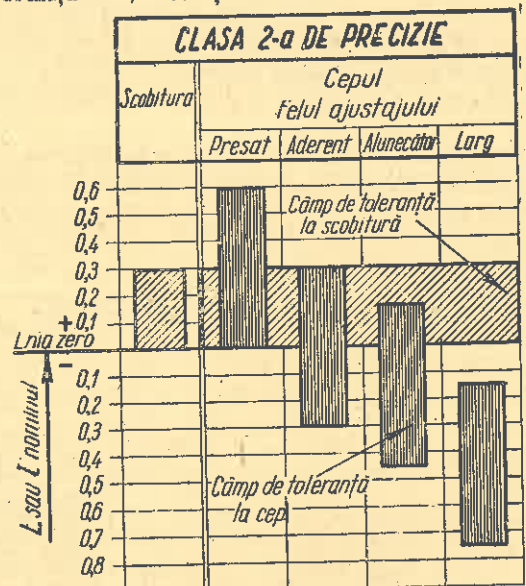 CLASA 2-a DE PRECIZIE
Scobitura
Cepul
Felul ajustajului
Presat Aderent Alunecător Larg
0,6
0,5
0,4
0,3
0,2
+0,1
Linia zero
-
0,1
0,2
0,3
0,4
0,5
0,6
0,7
0,8
Câmp de toleranță
la scobitură
Câmp de toleranță
la cep
L sau l nominal